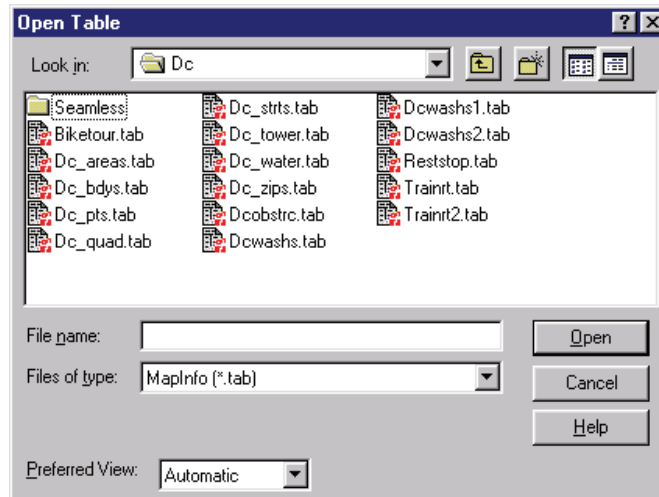 Open Table
Look in: Dc
Seamless
Biketour.tab
Dc_areas.tab
Dc_bdys.tab
Dc_pts.tab
Dc_quad.tab
Dc_strts.tab
Dc_tower.tab
Dc_water.tab
Dc_zips.tab
Dcobstrc.tab
Dcwashs.tab
Dcwashs1.tab
Dcwashs2.tab
Reststop.tab
Trainrt.tab
Trainrt2.tab
File name:
Open
Files of type: MapInfo (*.tab)
Cancel
Help
Preferred View: Automatic